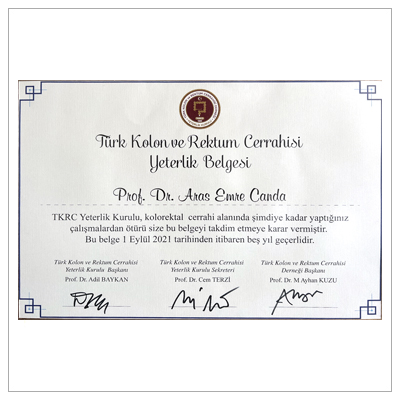 Türk Kolon ve Rektum Cerrahisi
Yeterlik Belgesi
Prof. Dr. Aras Emre Canda
TKRC Yeterlik Kurulu, kolorektal cerrahi alanında şimdiye kadar yaptığınız
çalışmalardan ötürü size bu belgeyi takdim etmeye karar vermiştir.
Bu belge 1 Eylül 2021 tarihinden itibaren beş yıl geçerlidir.
Türk Kolon ve Rektum Cerrahisi
Yeterlik Kurulu Başkanı
Prof. Dr. Adil BAYKAN
Türk Kolon ve Rektum Cerrahisi
Yeterlik Kurulu Sekreteri
Prof. Dr. Cem TERZİ
Türk Kolon ve Rektum Cerrahisi
Derneği Başkanı
Prof. Dr. M Ayhan KUZU